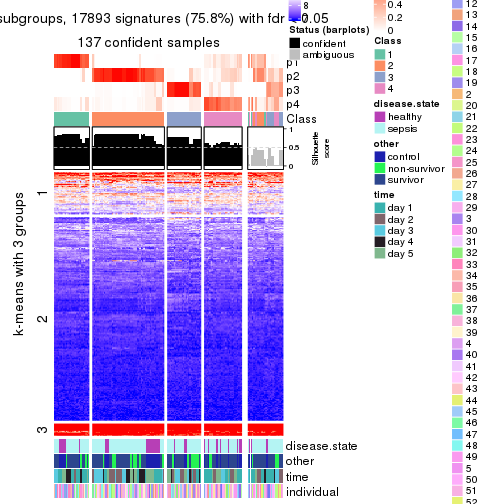 subgroups, 17893 signatures (75.8%) with fdr < 0.05
137 confident samples
p1
p2
p3
p4
Class
1
0.5
0
Silhouette
score
k-means with 3 groups
1
2
3
disease.state
other
time
individual
8
0
Status (barplots)
confident
ambiguous
0.4
0.2
0
Class
1
2
3
4
disease.state
healthy
sepsis
other
control
non-survivor
survivor
time
day 1
day 2
day 3
day 4
day 5
12
13
14
15
16
17
18
19
2
20
21
22
23
24
25
26
27
28
29
3
30
31
32
33
34
35
36
37
38
39
4
40
41
42
43
44
45
46
47
48
49
5
50
51